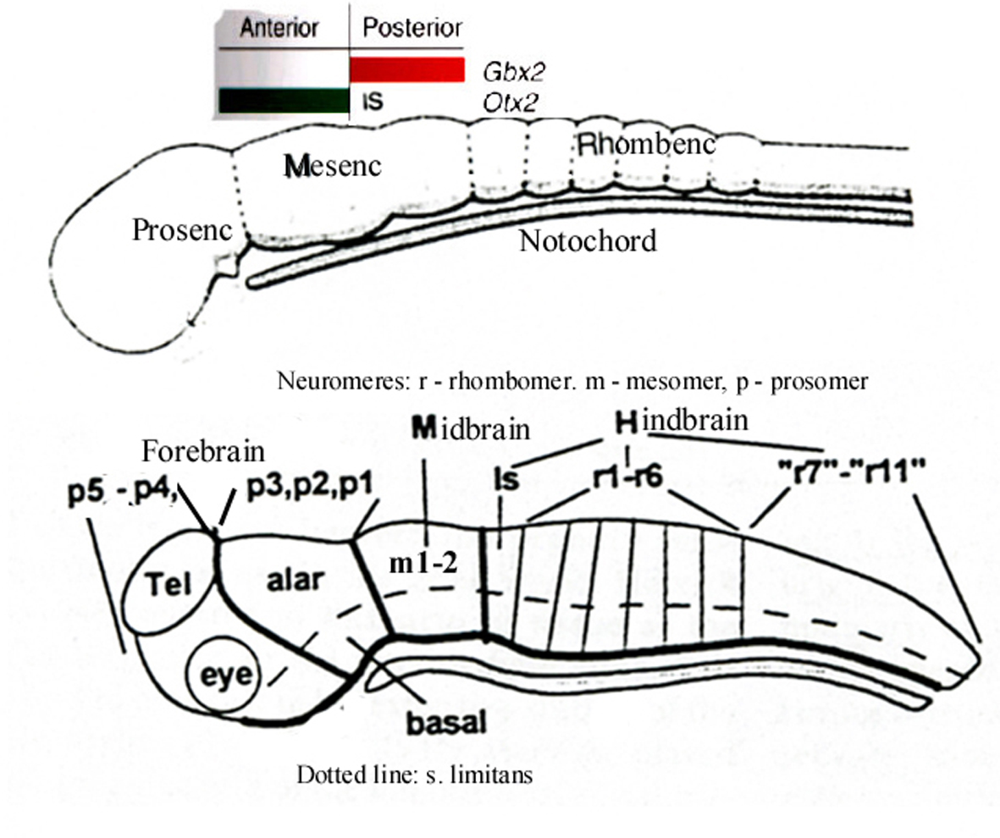 Anterior Posterior
Gbx2
IS Otx2
Rhombenc
Mesenc
Prosenc
Notochord
Neuromeres: r - rhombomer. m - mesomer, p - prosomer
Midbrain Hindbrain
Forebrain
p5 - p4, p3,p2,p1 Is r1-r6 "r7"-"r11"
Tel alar m1-2
eye
basal
Dotted line: s. limitans